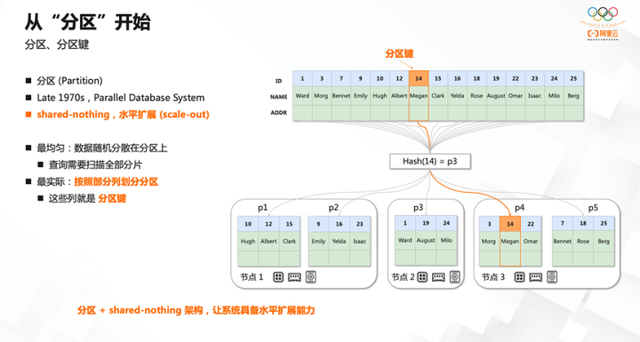 从“分区”开始
阿里云
分区、分区键
分区键
分区 (Partition)
Late 1970s，Parallel Database System
shared-nothing，水平扩展 (scale-out)
最均匀：数据随机分散在分区上
查询需要扫描全部分片
最实际：按照部分列划分分区
这些列就是 分区键
ID 1 3 7 9 10 12 14 15 16 18 19 22 23 24 25
NAME Ward Morg Bennet Emily Hugh Albert Megan Clark Yelda Rose August Omar Isaac Milo Berg
ADDR
Hash(14) = p3
p1 p2 p3 p4 p5
10 12 15 9 16 23 1 19 24 3 14 22 7 18 25
Hugh Albert Clark Emily Yelda Isaac Ward August Milo Morg Megan Omar Bennet Rose Berg
节点 1 节点 2 节点 3
分区 + shared-nothing 架构，让系统具备水平扩展能力